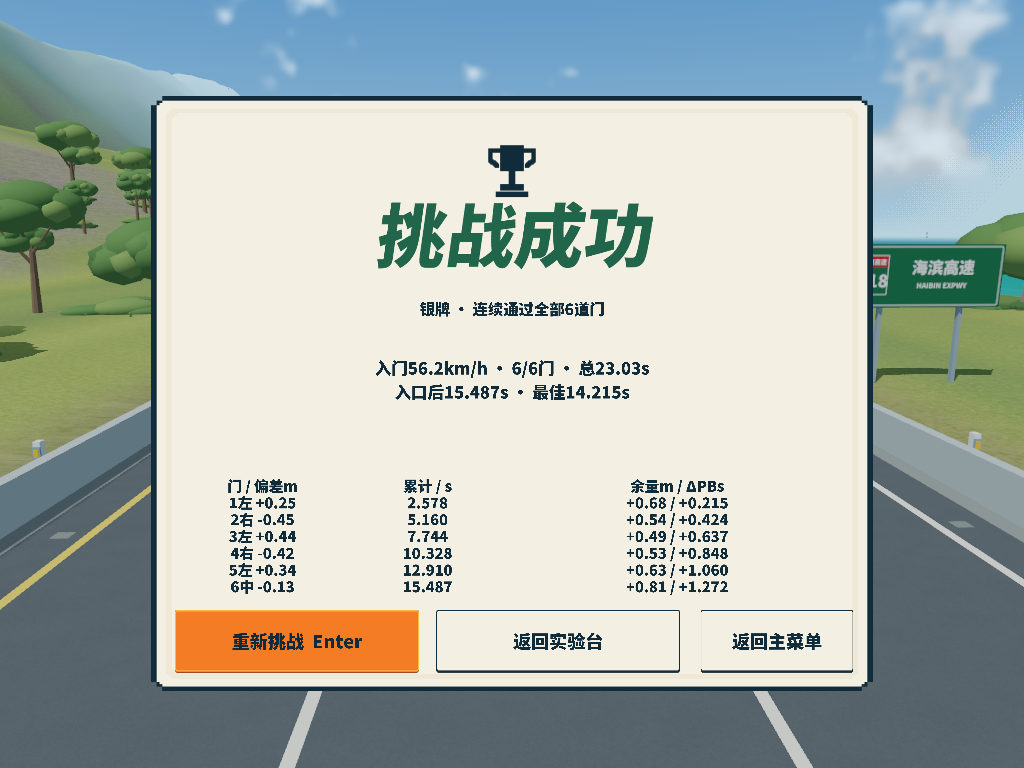 挑战成功
银牌 · 连续通过全部6道门
入门56.2km/h · 6/6门 · 总23.03s
入口后15.487s · 最佳14.215s
门 / 偏差m 累计 / s 余量m / ΔPBs
1左 +0.25 2.578 +0.68 / +0.215
2右 -0.45 5.160 +0.54 / +0.424
3左 +0.44 7.744 +0.49 / +0.637
4右 -0.42 10.328 +0.53 / +0.848
5左 +0.34 12.910 +0.63 / +1.060
6中 -0.13 15.487 +0.81 / +1.272
重新挑战 Enter
返回实验台
返回主菜单
海滨高速
HAIBIN EXPWY